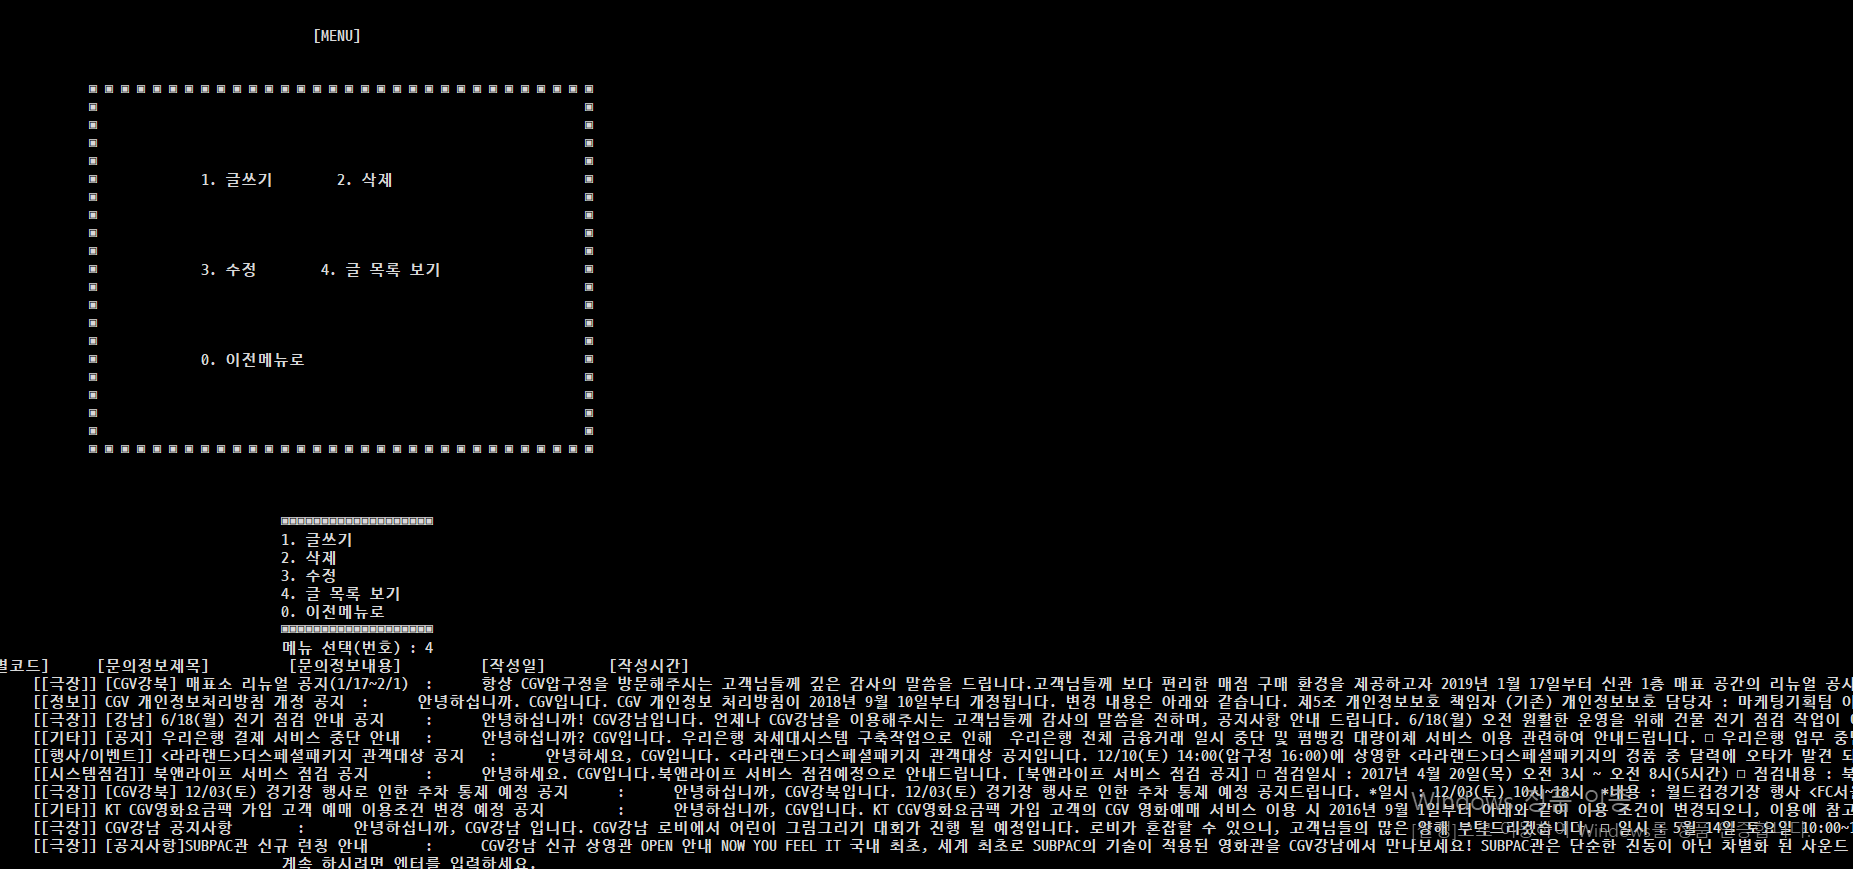 [MENU]
1. 글쓰기 2. 삭제
3. 수정 4. 글 목록 보기
0. 이전메뉴로
1. 글쓰기
2. 삭제
3. 수정
4. 글 목록 보기
0. 이전메뉴로
메뉴 선택(번호) : 4
별코드] [문의정보제목] [문의정보내용] [작성일] [작성시간]
[[극장]] [CGV강북] 매표소 리뉴얼 공지(1/17~2/1) : 항상 CGV압구정을 방문해주시는 고객님들께 깊은 감사의 말씀을 드립니다.고객님들께 보다 편리한 매점 구매 환경을 제공하고자 2019년 1월 17일부터 신관 1층 매표 공간의 리뉴얼 공사
[[정보]] CGV 개인정보처리방침 개정 공지 : 안녕하십니까. CGV입니다. CGV 개인정보 처리방침이 2018년 9월 10일부터 개정됩니다. 변경 내용은 아래와 같습니다. 제5조 개인정보보호 책임자 (기존) 개인정보보호 담당자 : 마케팅기획팀
[[극장]] [강남] 6/18(월) 전기 점검 안내 공지 : 안녕하십니까! CGV강남입니다. 언제나 CGV강남을 이용해주시는 고객님들께 감사의 말씀을 전하며, 공지사항 안내 드립니다. 6/18(월) 오전 원활한 운영을 위해 건물 전기 점검 작업이
[[기타]] [공지] 우리은행 결제 서비스 중단 안내 : 안녕하십니까? CGV입니다. 우리은행 차세대시스템 구축작업으로 인해 우리은행 전체 금융거래 일시 중단 및 펌뱅킹 대량이체 서비스 이용 관련하여 안내드립니다. □ 우리은행 업무 중
[[행사/이벤트]] <라라랜드>더스페셜패키지 관객대상 공지 : 안녕하세요, CGV입니다. <라라랜드>더스페셜패키지 관객대상 공지입니다. 12/10(토) 14:00(압구정 16:00)에 상영한 <라라랜드>더스페셜패키지의 경품 중 달력에 오타가 발견 되
[[시스템점검]] 북앤라이프 서비스 점검 공지 : 안녕하세요. CGV입니다.북앤라이프 서비스 점검예정으로 안내드립니다. [북앤라이프 서비스 점검 공지] □ 점검일시 : 2017년 4월 20일(목) 오전 3시 ~ 오전 8시(5시간) □ 점검내용 : 북
[[극장]] [CGV강북] 12/03(토) 경기장 행사로 인한 주차 통제 예정 공지 : 안녕하십니까, CGV강북입니다. 12/03(토) 경기장 행사로 인한 주차 통제 예정 공지드립니다. *일시 : 12/03(토) 10시~18시 *내용 : 월드컵경기장 행사 <FC서울
[[기타]] KT CGV영화요금팩 가입 고객 예매 이용조건 변경 예정 공지 : 안녕하십니까, CGV입니다. KT CGV영화요금팩 가입 고객의 CGV 영화예매 서비스 이용 시 2016년 9월 1일부터 아래와 같이 이용 조건이 변경되오니, 이용에 참고
[[극장]] CGV강남 공지사항 : 안녕하십니까, CGV강남 입니다. CGV강남 로비에서 어린이 그림그리기 대회가 진행 될 예정입니다. 로비가 혼잡할 수 있으니, 고객님들의 많은 양해 부탁드리겠습니다. □ 일시 : 5월 14일 토요일 10:00~1
[[극장]] [공지사항]SUBPAC관 신규 런칭 안내 : CGV강남 신규 상영관 OPEN 안내 NOW YOU FEEL IT 국내 최초, 세계 최초로 SUBPAC의 기술이 적용된 영화관을 CGV강남에서 만나보세요! SUBPAC관은 단순한 진동이 아닌 차별화 된 사운드
계속 하시려면 엔터를 입력하세요.
Windows 정품 인증